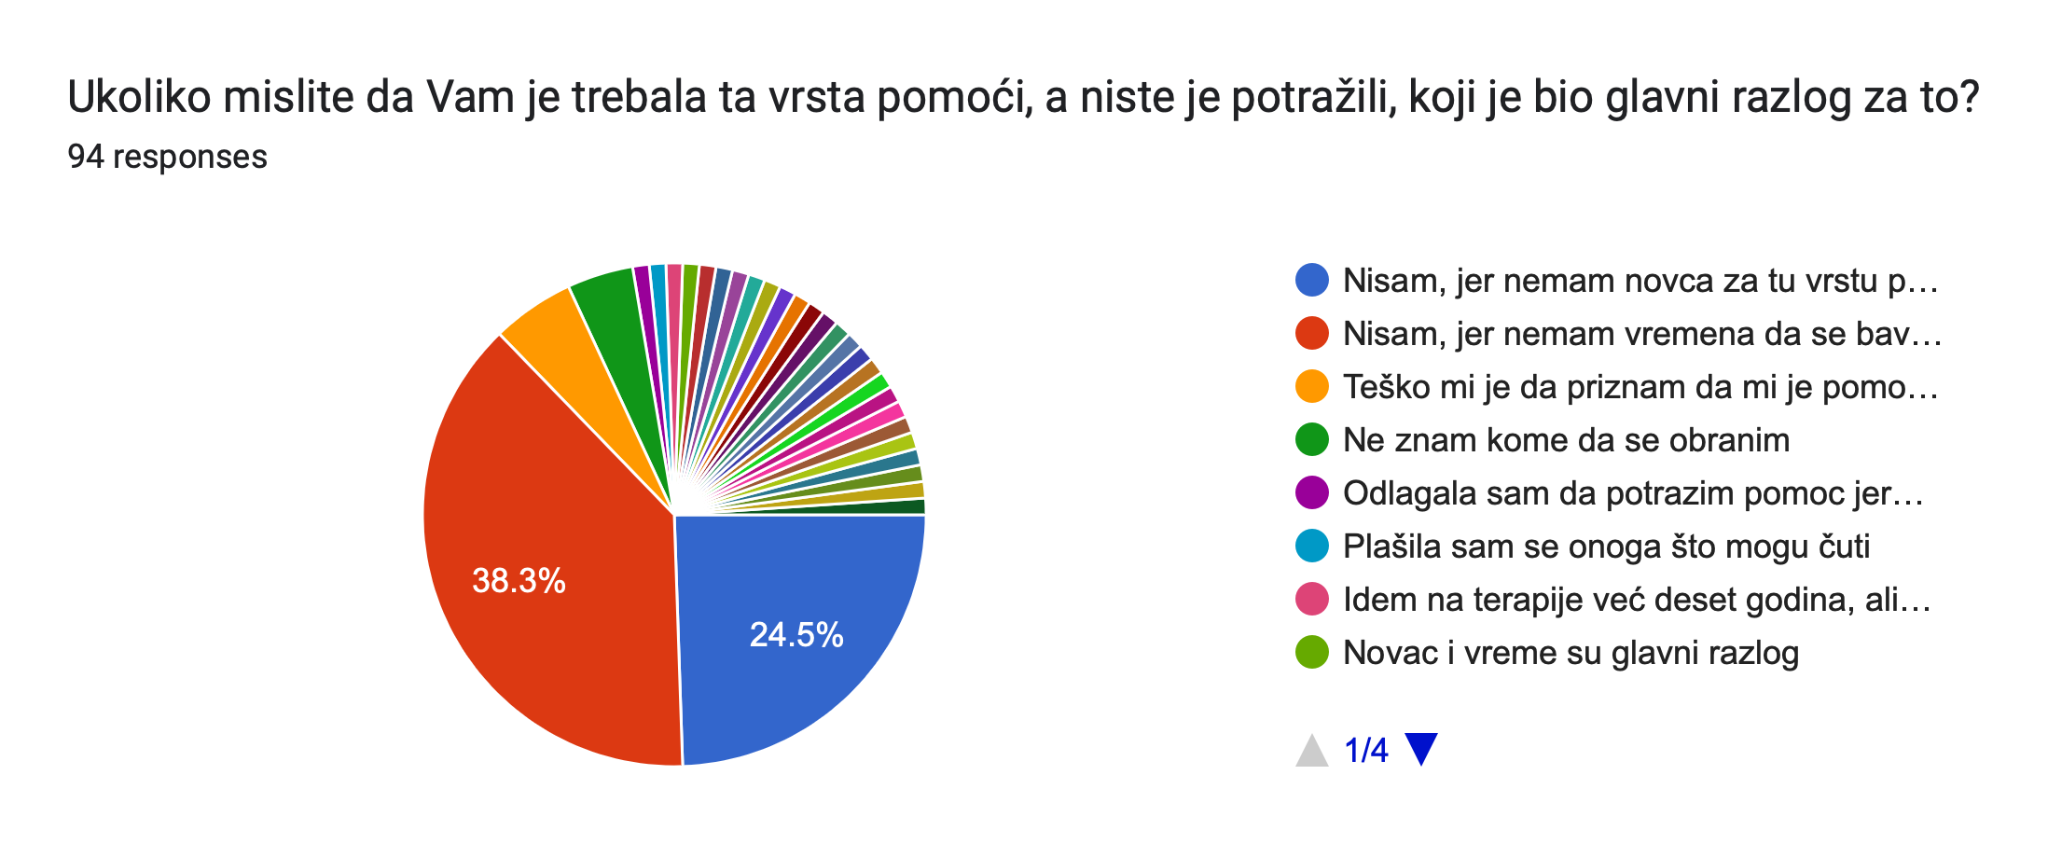 Ukoliko mislite da Vam je trebala ta vrsta pomoći, a niste je potražili, koji je bio glavni razlog za to?
94 responses
38.3%
24.5%
Nisam, jer nemam novca za tu vrstu p…
Nisam, jer nemam vremena da se bav…
Teško mi je da priznam da mi je pomo…
Ne znam kome da se obranim
Odlagala sam da potrazim pomoc jer…
Plašila sam se onoga što mogu čuti
Idem na terapije već deset godina, ali…
Novac i vreme su glavni razlog
1/4